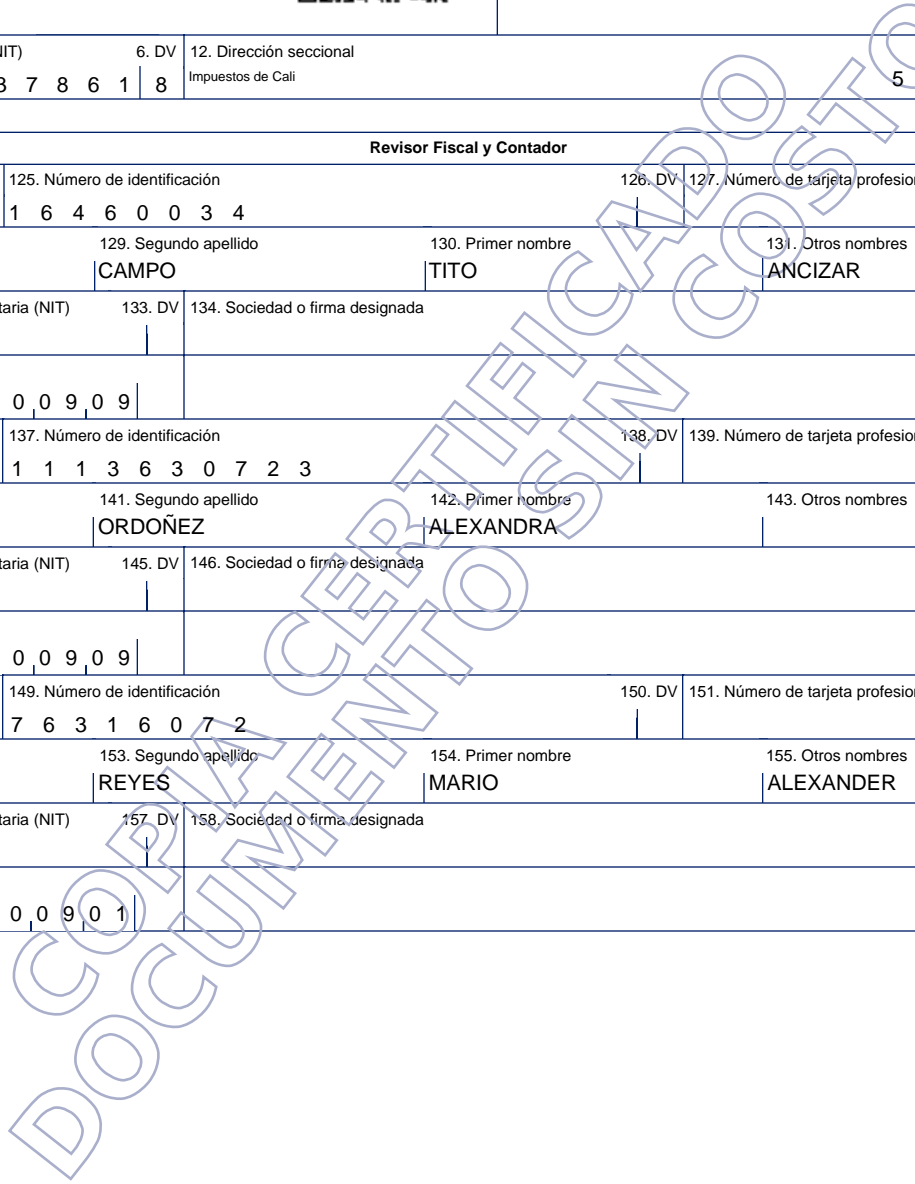 NIT) 6. DV 12. Dirección seccional
3 7 8 6 1 8 Impuestos de Cali 5
Revisor Fiscal y Contador
125. Número de identificación 126. DV 127. Número de tarjeta profesion
1 6 4 6 0 0 3 4
129. Segundo apellido 130. Primer nombre 131. Otros nombres
CAMPO TITO ANCIZAR
taria (NIT) 133. DV 134. Sociedad o firma designada
0 0 9 0 9
137. Número de identificación 138. DV 139. Número de tarjeta profesion
1 1 1 3 6 3 0 7 2 3
141. Segundo apellido 142. Primer nombre 143. Otros nombres
ORDOÑEZ ALEXANDRA
taria (NIT) 145. DV 146. Sociedad o firma designada
0 0 9 0 9
149. Número de identificación 150. DV 151. Número de tarjeta profesion
7 6 3 1 6 0 7 2
153. Segundo apellido 154. Primer nombre 155. Otros nombres
REYES MARIO ALEXANDER
taria (NIT) 157. DV 158. Sociedad o firma designada
0 0 9 0 1
COPIA CERTIFICADO
DOCUMENTO SIN COSTO